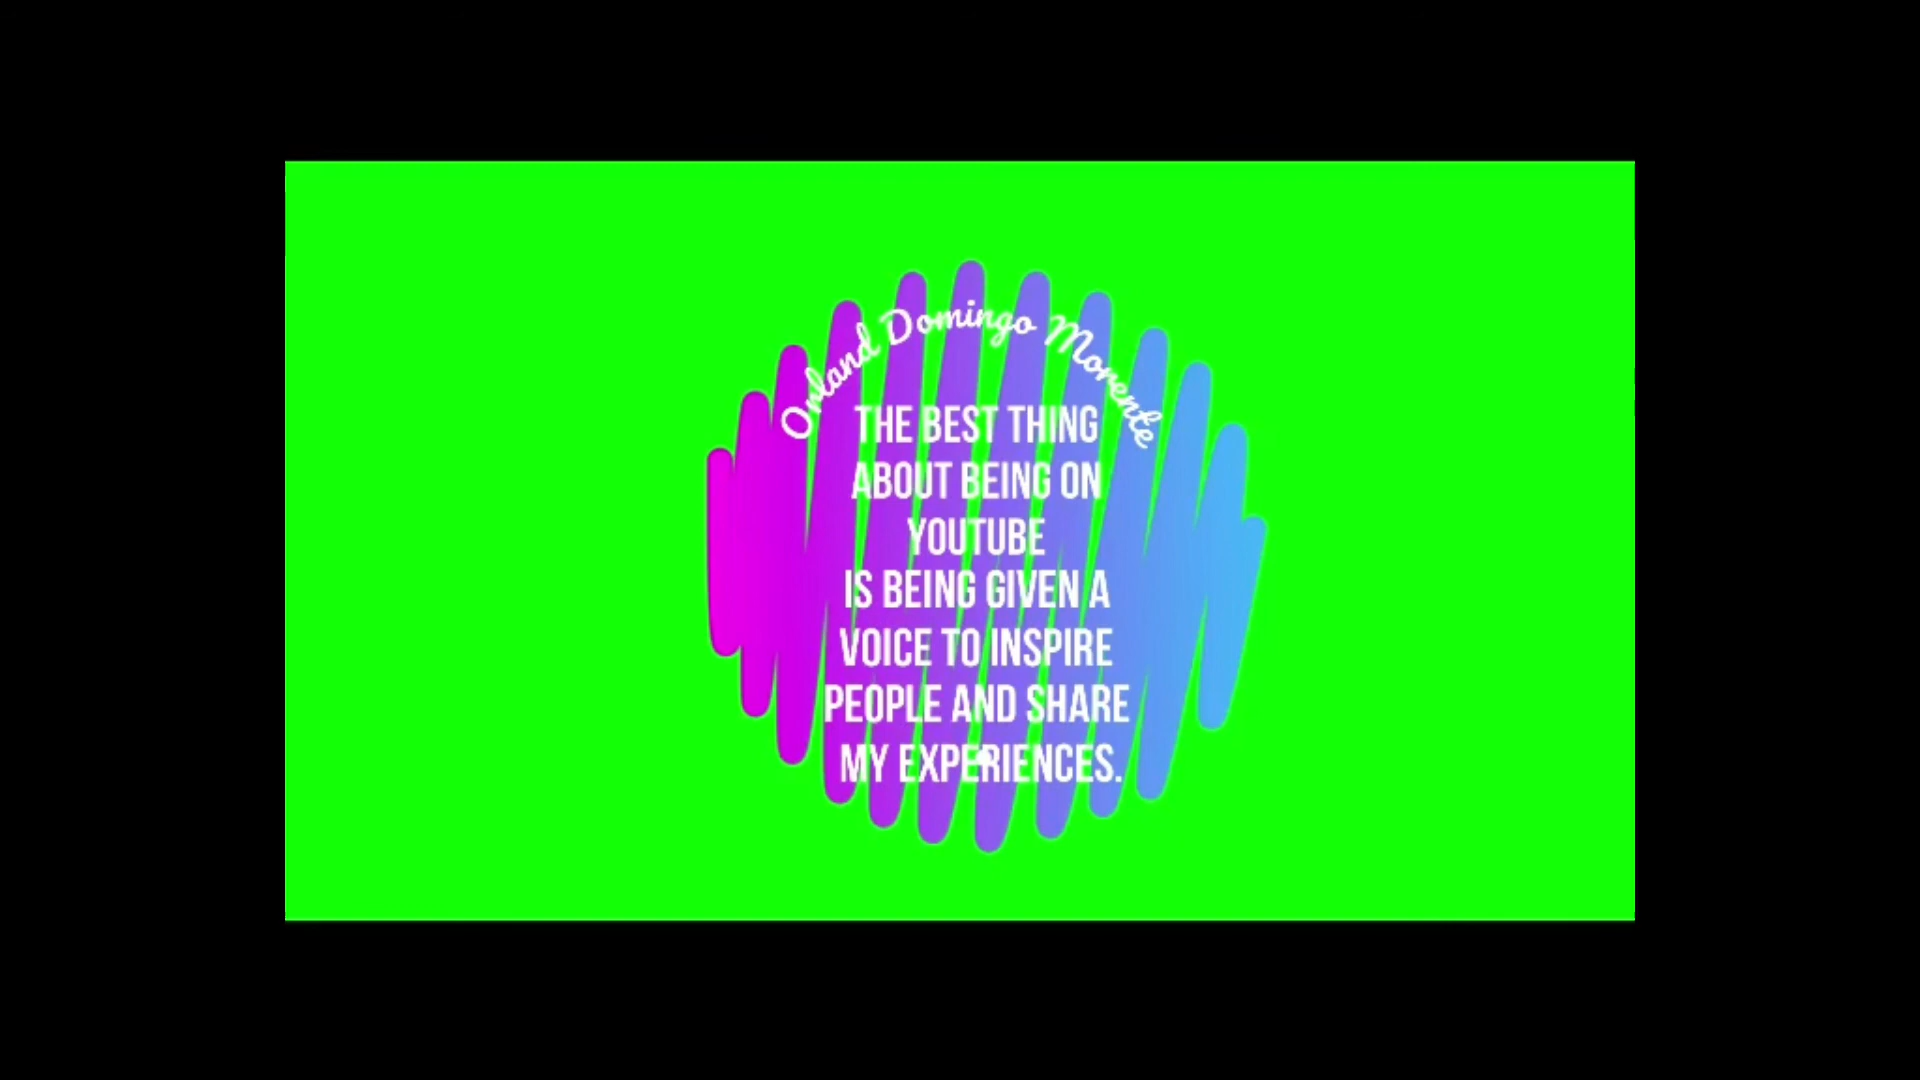 Orland Domingo Morente
THE BEST THING
ABOUT BEING ON
YOUTUBE
IS BEING GIVEN A
VOICE TO INSPIRE
PEOPLE AND SHARE
MY EXPERIENCES.